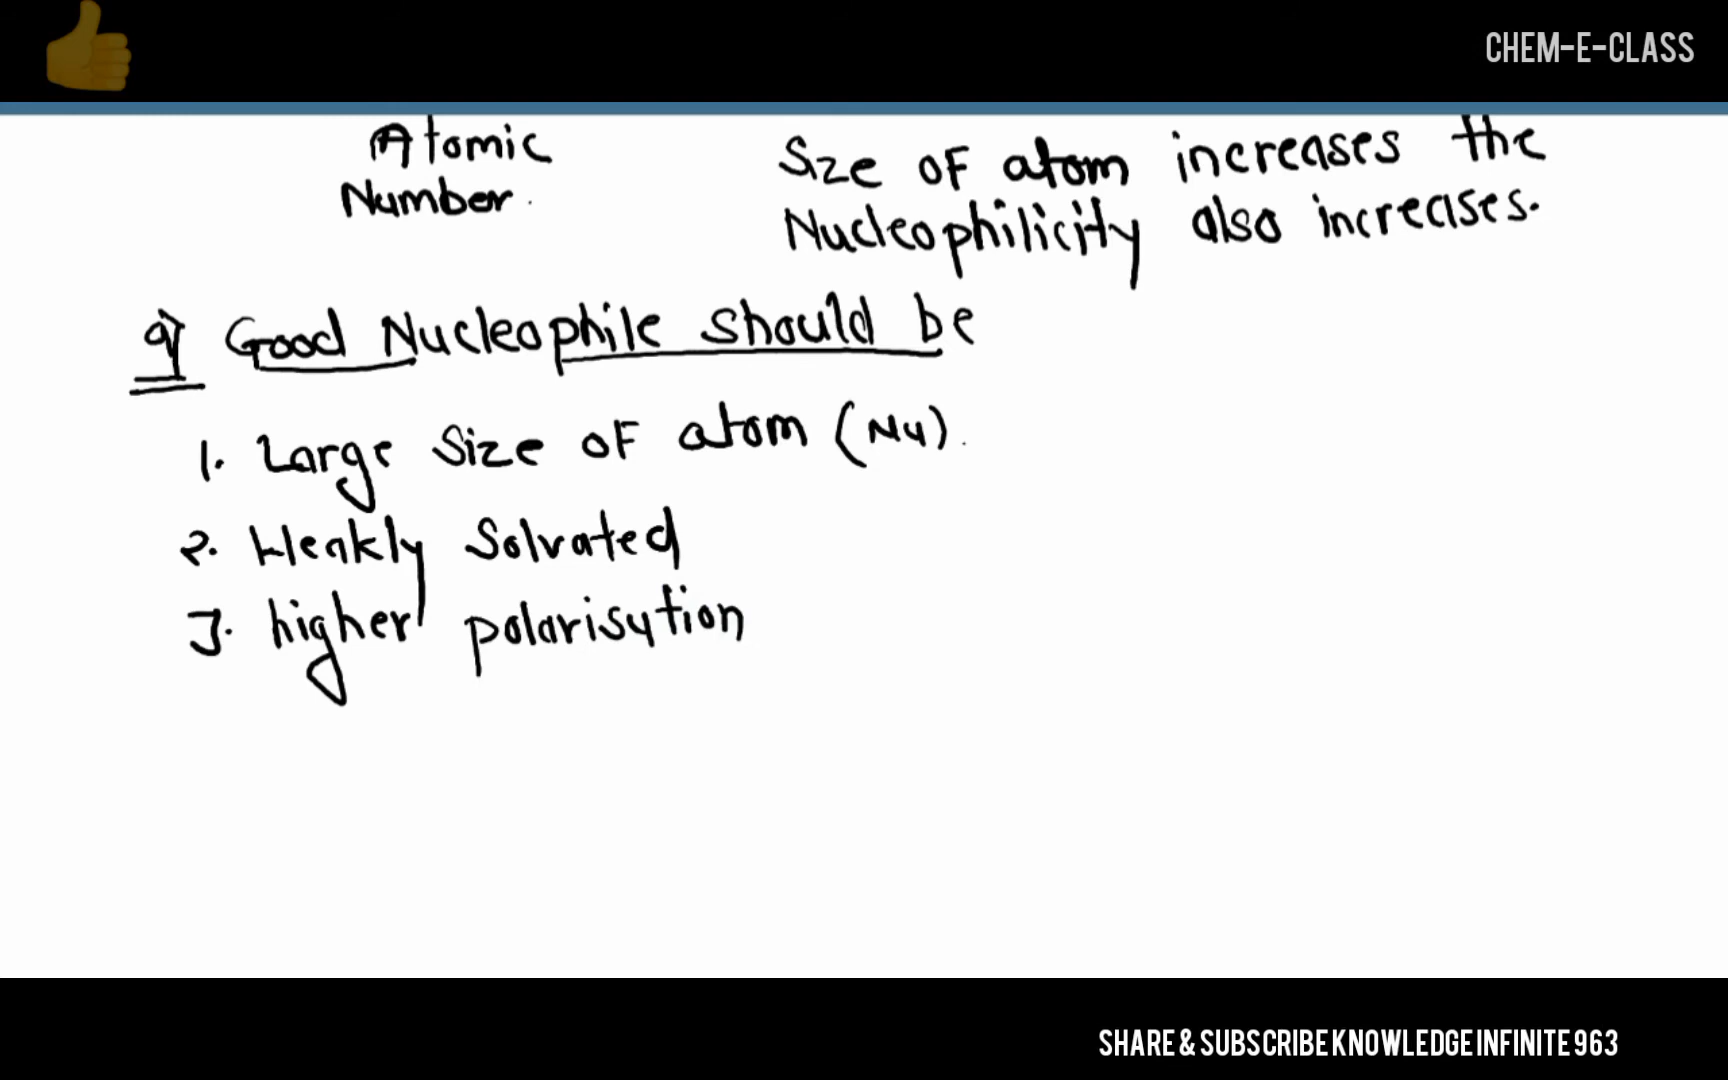 CHEM-E-CLASS
Atomic
Number.
Size of atom increases the
Nucleophilicity also increases.
9) Good Nucleophile should be
1. Large Size of atom (Nu).
2. Weakly Solvated
3. higher polarisation
SHARE & SUBSCRIBE KNOWLEDGE INFINITE 963